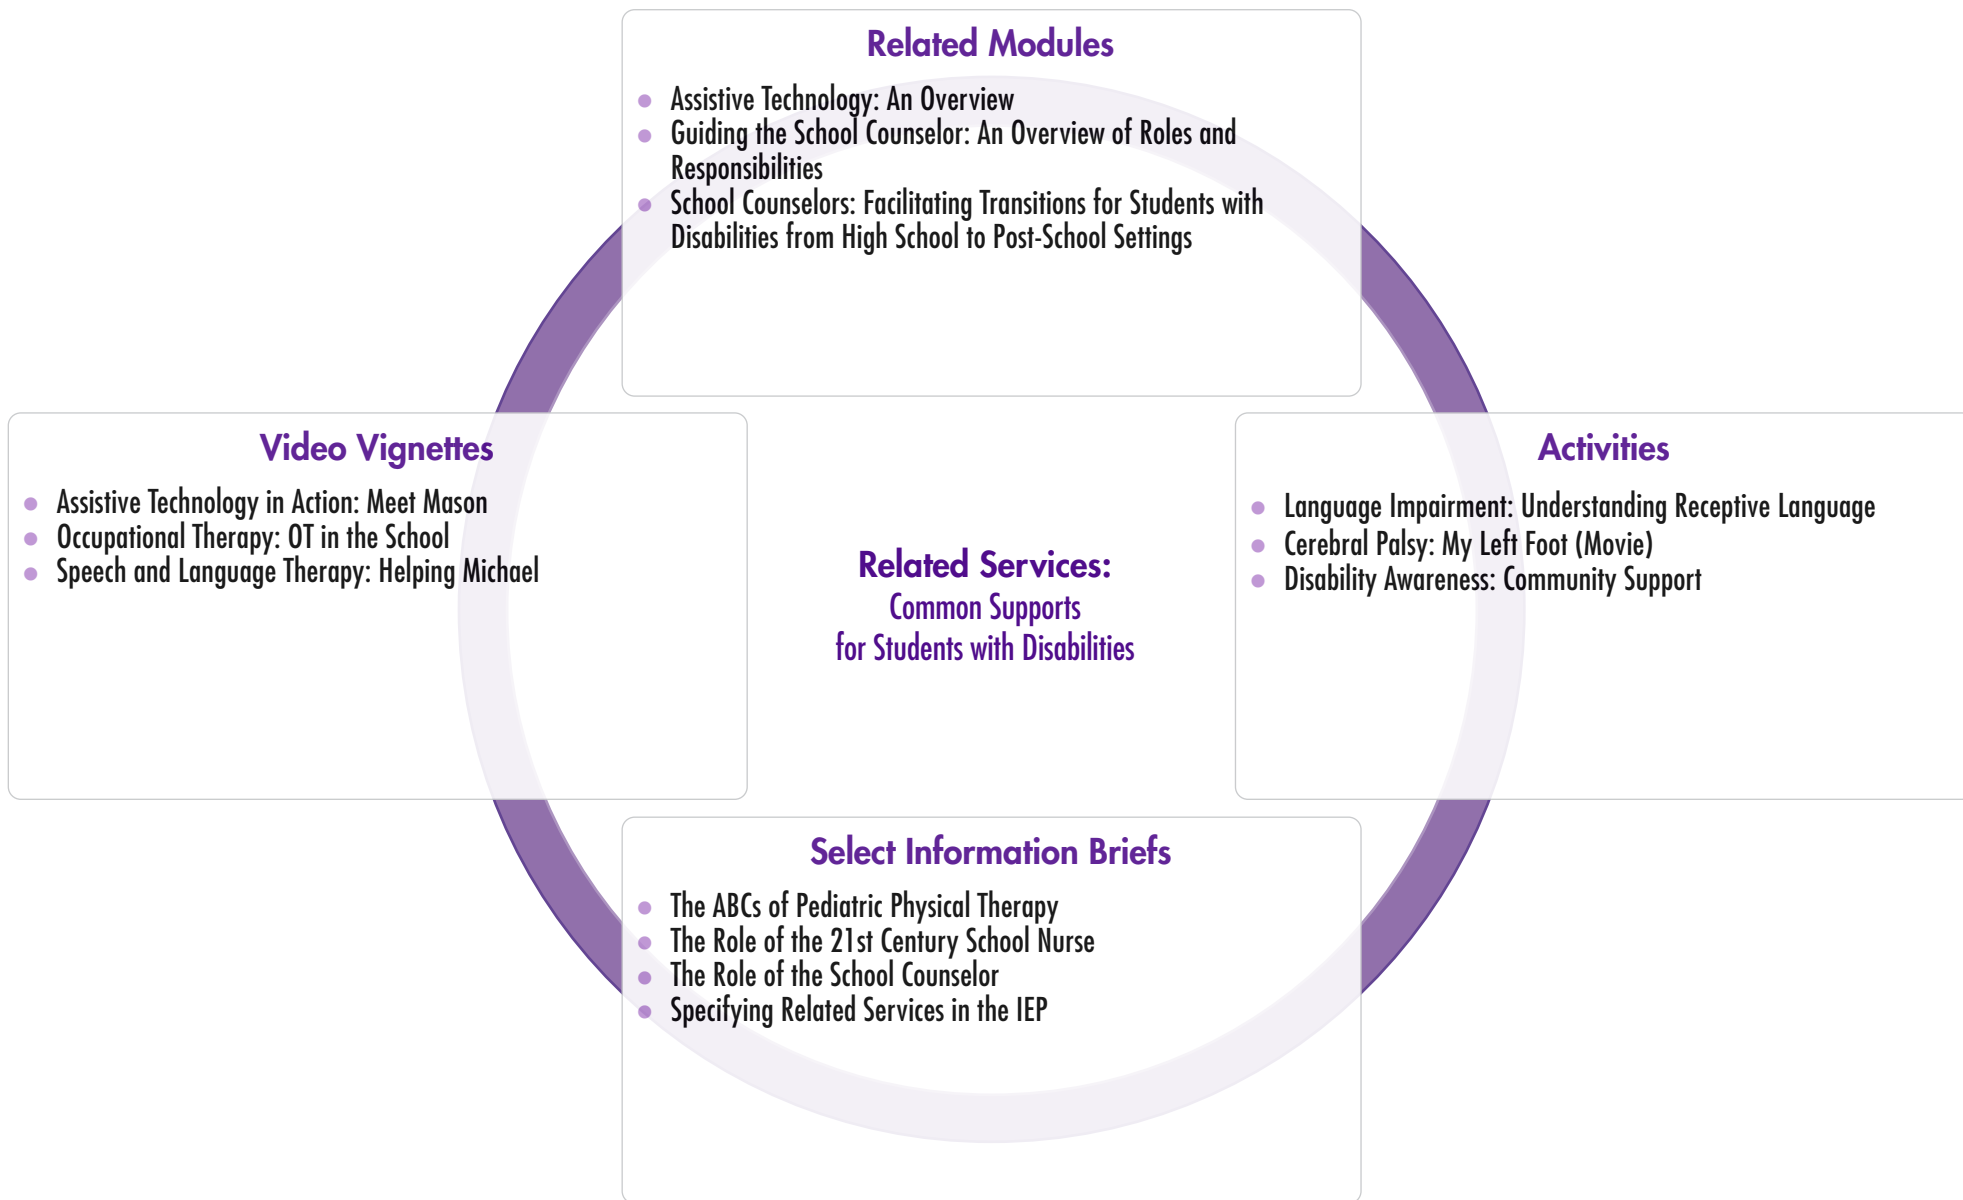 Related Modules
• Assistive Technology: An Overview
• Guiding the School Counselor: An Overview of Roles and
Responsibilities
• School Counselors: Facilitating Transitions for Students with
Disabilities from High School to Post-School Settings
Video Vignettes
• Assistive Technology in Action: Meet Mason
• Occupational Therapy: OT in the School
• Speech and Language Therapy: Helping Michael
Related Services:
Common Supports
for Students with Disabilities
Activities
• Language Impairment: Understanding Receptive Language
• Cerebral Palsy: My Left Foot (Movie)
• Disability Awareness: Community Support
Select Information Briefs
• The ABCs of Pediatric Physical Therapy
• The Role of the 21st Century School Nurse
• The Role of the School Counselor
• Specifying Related Services in the IEP